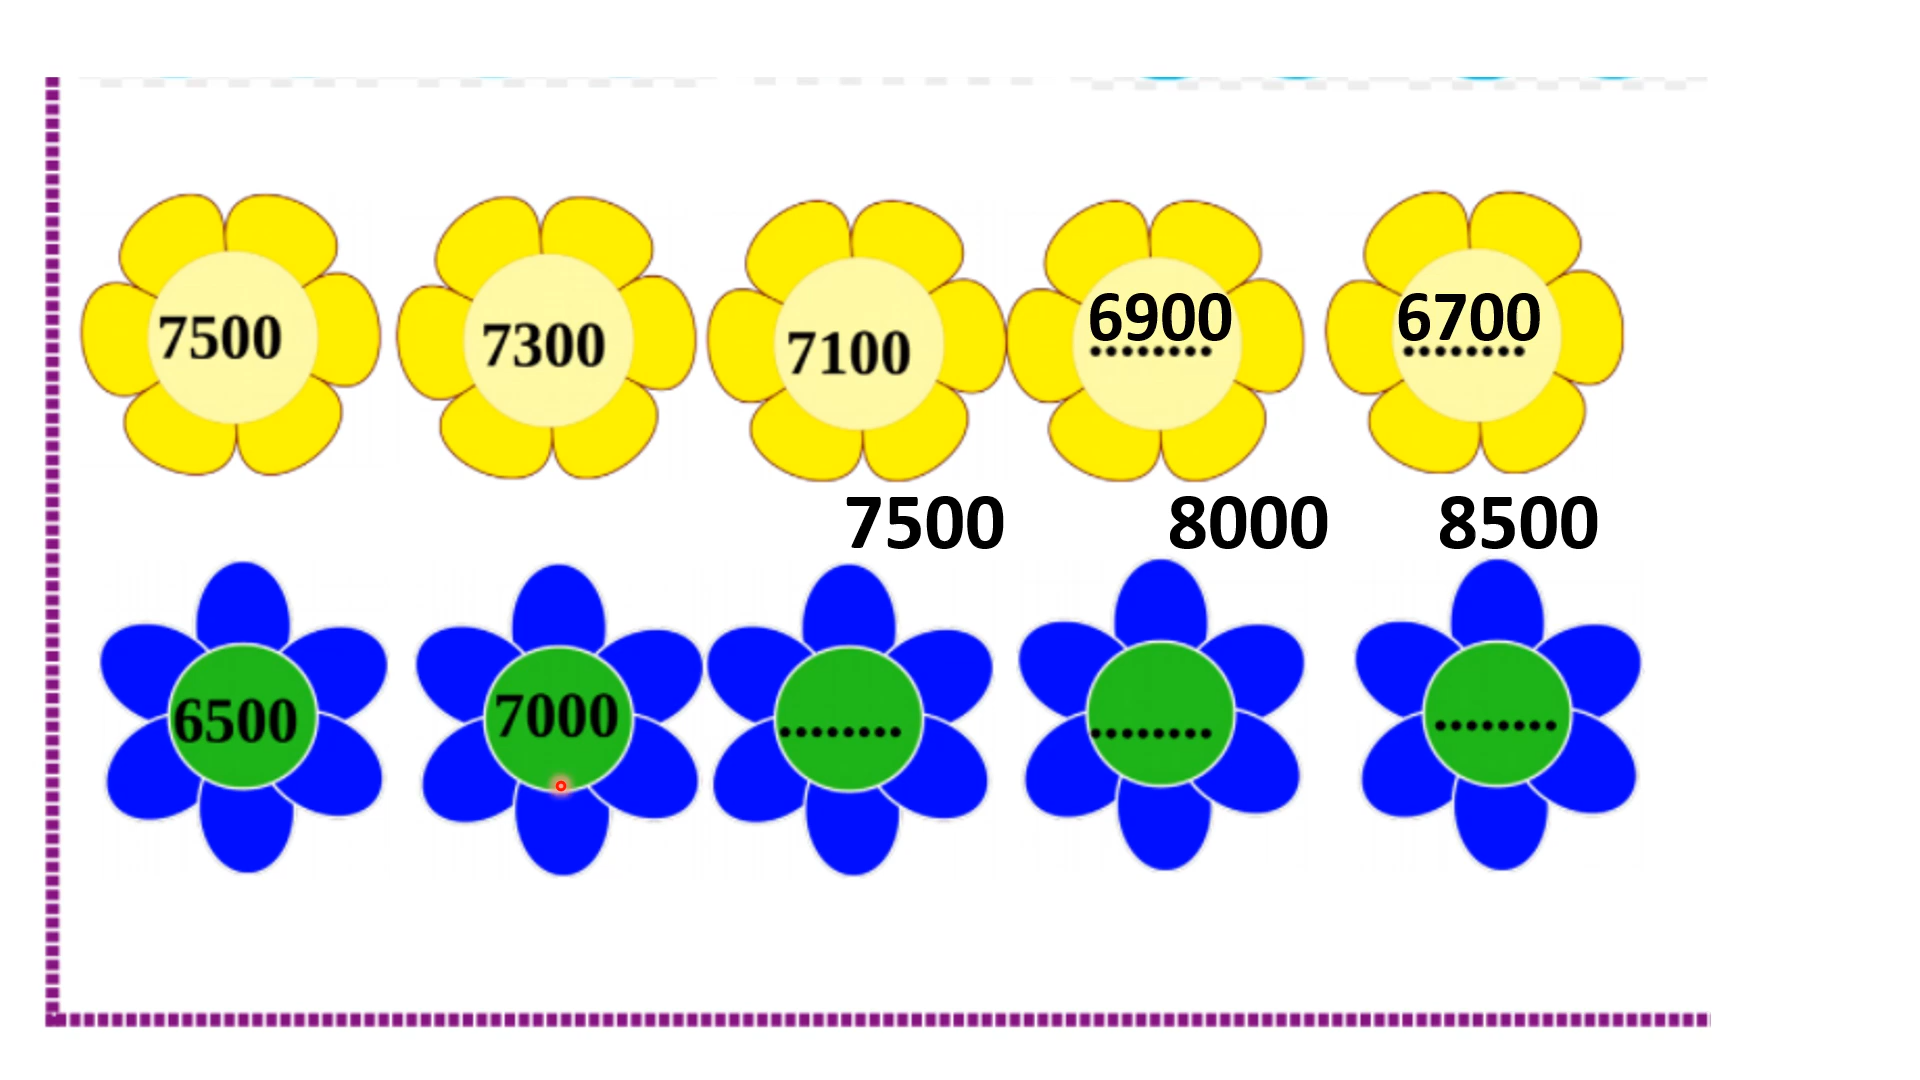 7500 7300 7100 6900 6700
........ ........
7500 8000 8500
6500 7000 ........ ........ ........